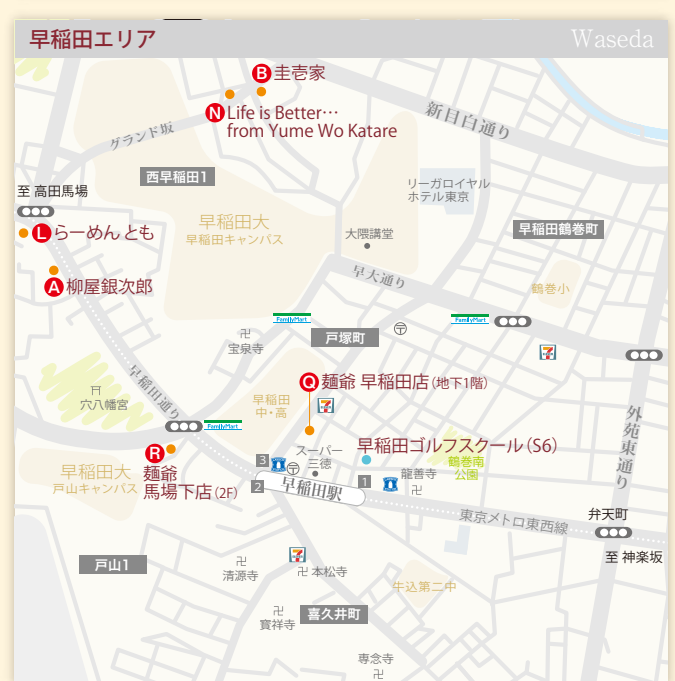 早稲田エリア
Waseda
B 圭壱家
N Life is Better…
from Yume Wo Katare
新目白通り
グランド坂
西早稲田1
リーガロイヤル
ホテル東京
至 高田馬場
L らーめん とも
早稲田大
早稲田キャンパス
大隈講堂
早稲田鶴巻町
早大通り
A 柳屋銀次郎
鶴巻小
FamilyMart
FamilyMart
戸塚町
宝泉寺
7
早稲田通り
Q 麺爺 早稲田店（地下1階）
7
早稲田
中・高
穴八幡宮
外苑東通り
FamilyMart
R
麺爺
馬場下店（2F）
スーパー
三徳
早稲田ゴルフスクール（S6）
鶴巻南
公園
早稲田大
戸山キャンパス
3
2
早稲田駅
1
龍善寺
弁天町
東京メトロ東西線
至 神楽坂
戸山1
7
清源寺
本松寺
牛込第二中
寳祥寺
喜久井町
専念寺